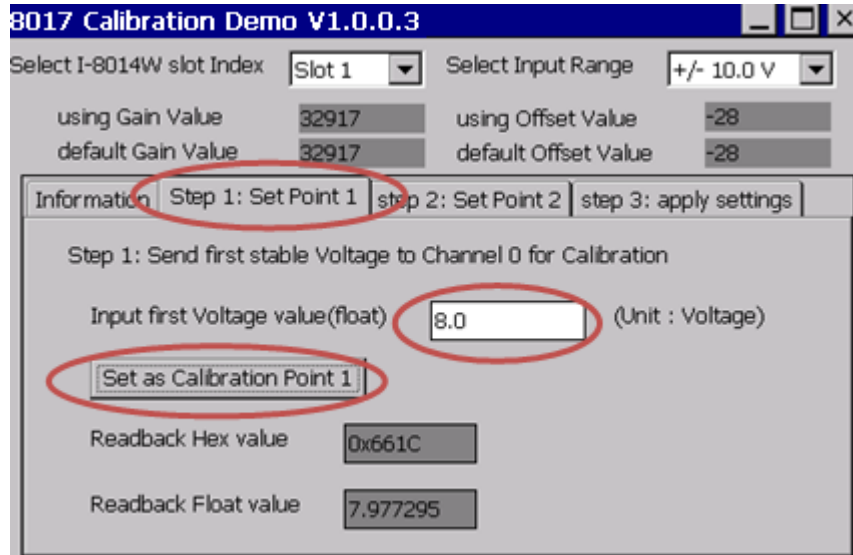 8017 Calibration Demo V1.0.0.3
Select I-8014W slot Index Slot 1 Select Input Range +/- 10.0 V
using Gain Value 32917 using Offset Value -28
default Gain Value 32917 default Offset Value -28
Information Step 1: Set Point 1 step 2: Set Point 2 step 3: apply settings
Step 1: Send first stable Voltage to Channel 0 for Calibration
Input first Voltage value(float) 8.0 (Unit : Voltage)
Set as Calibration Point 1
Readback Hex value 0x661C
Readback Float value 7.977295